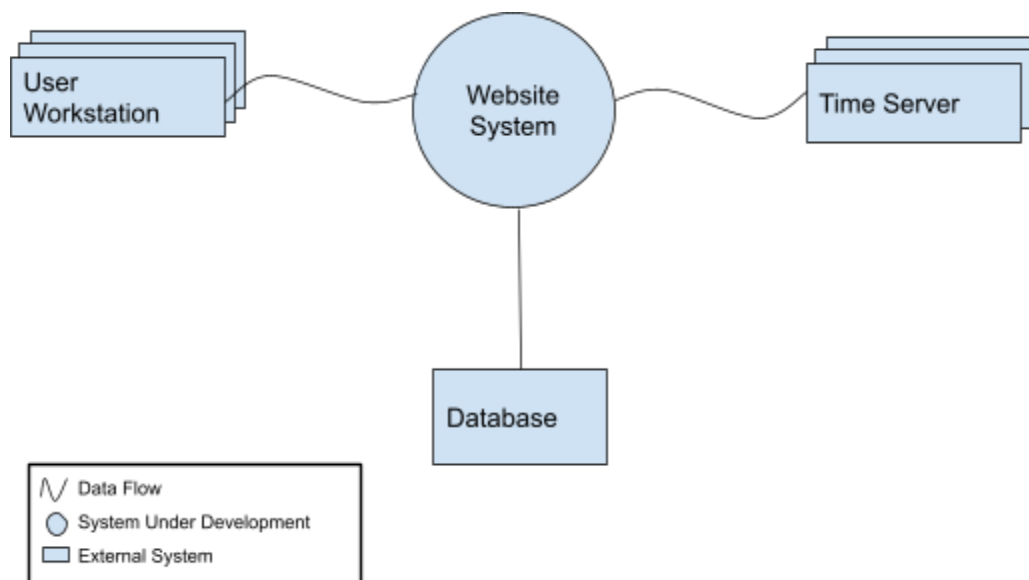 User
Workstation
Website
System
Time Server
Database
Data Flow
System Under Development
External System